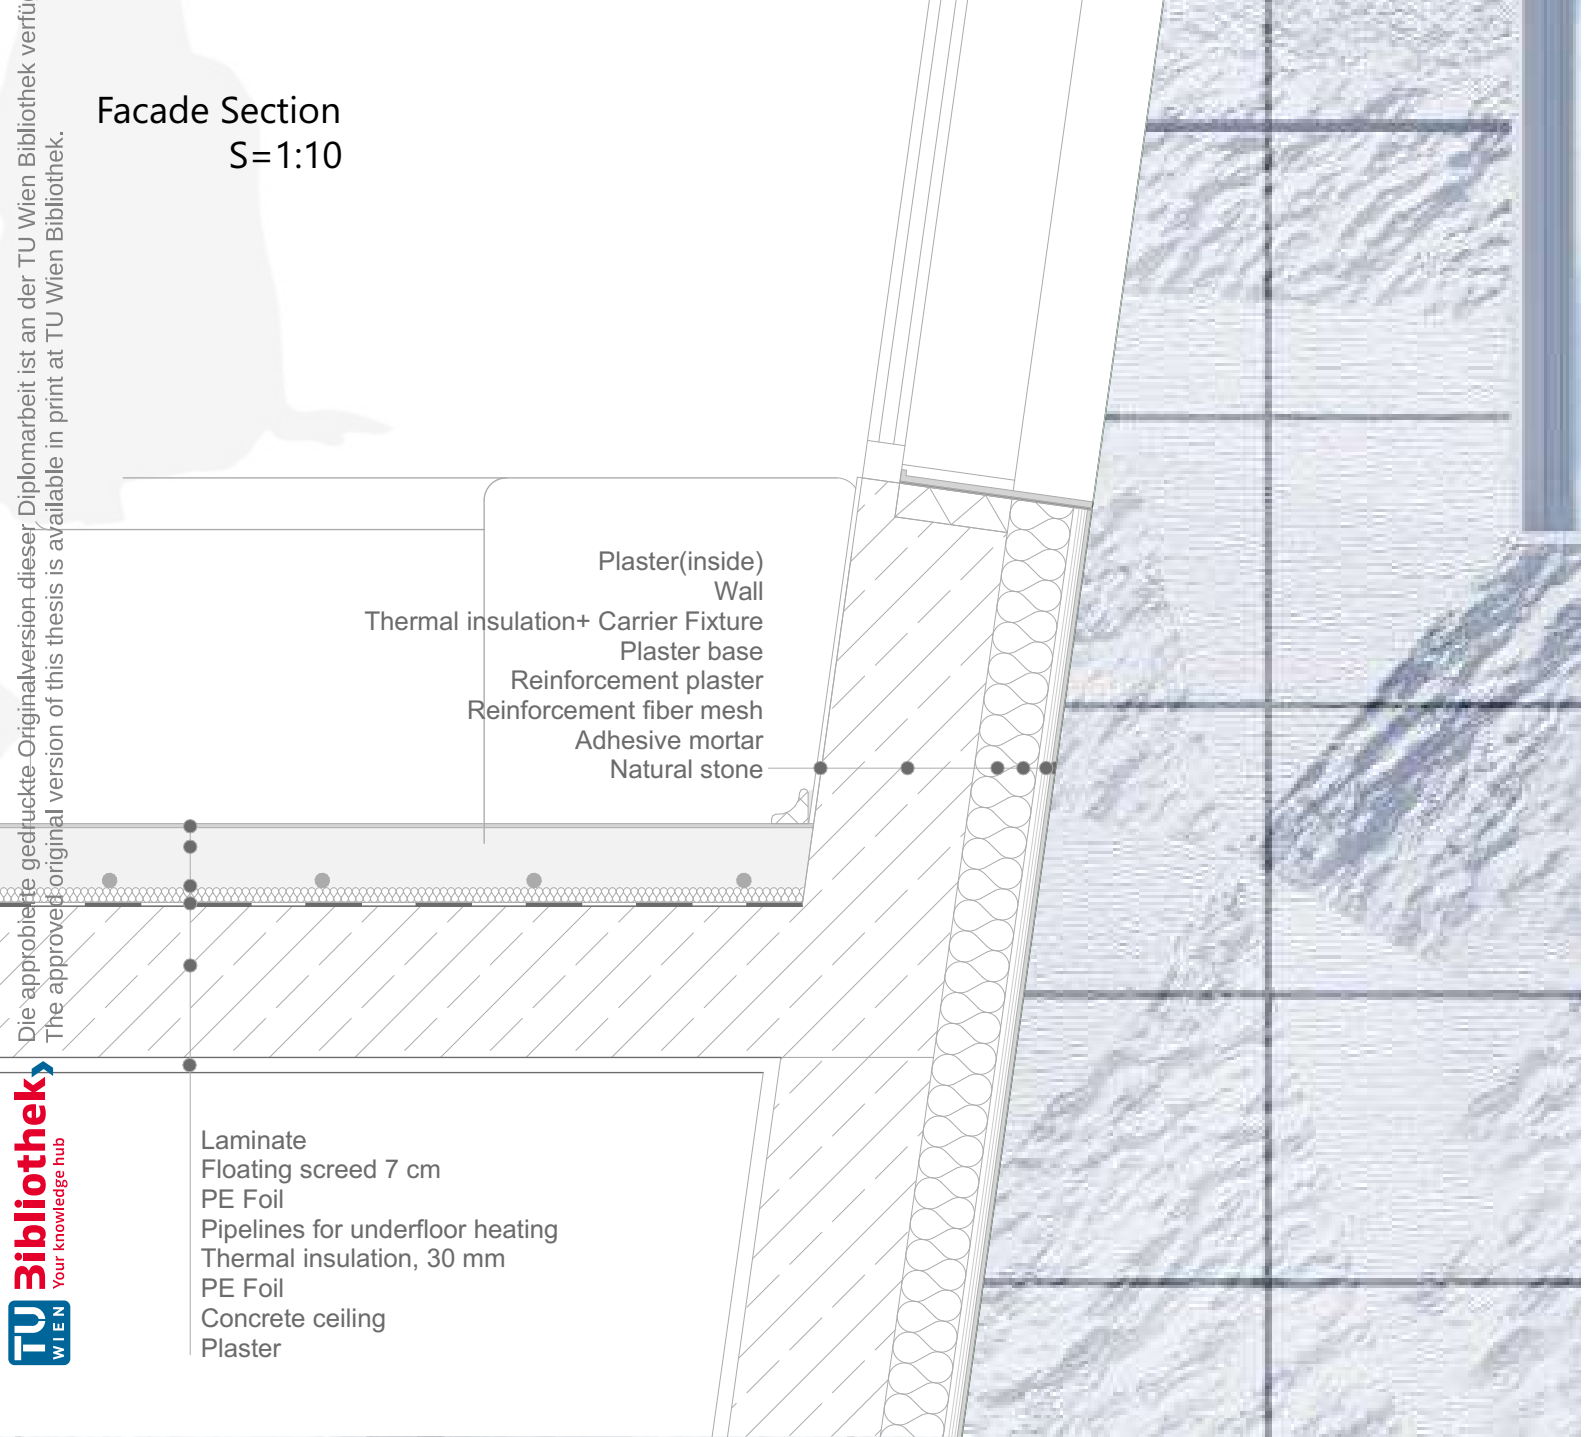 Facade Section
S=1:10
Plaster(inside)
Wall
Thermal insulation+ Carrier Fixture
Plaster base
Reinforcement plaster
Reinforcement fiber mesh
Adhesive mortar
Natural stone
Laminate
Floating screed 7 cm
PE Foil
Pipelines for underfloor heating
Thermal insulation, 30 mm
PE Foil
Concrete ceiling
Plaster
Die approbierte gedruckte Originalversion dieser Diplomarbeit ist an der TU Wien Bibliothek verfü
The approved original version of this thesis is available in print at TU Wien Bibliothek.
TU WIEN
Bibliothek
Your knowledge hub